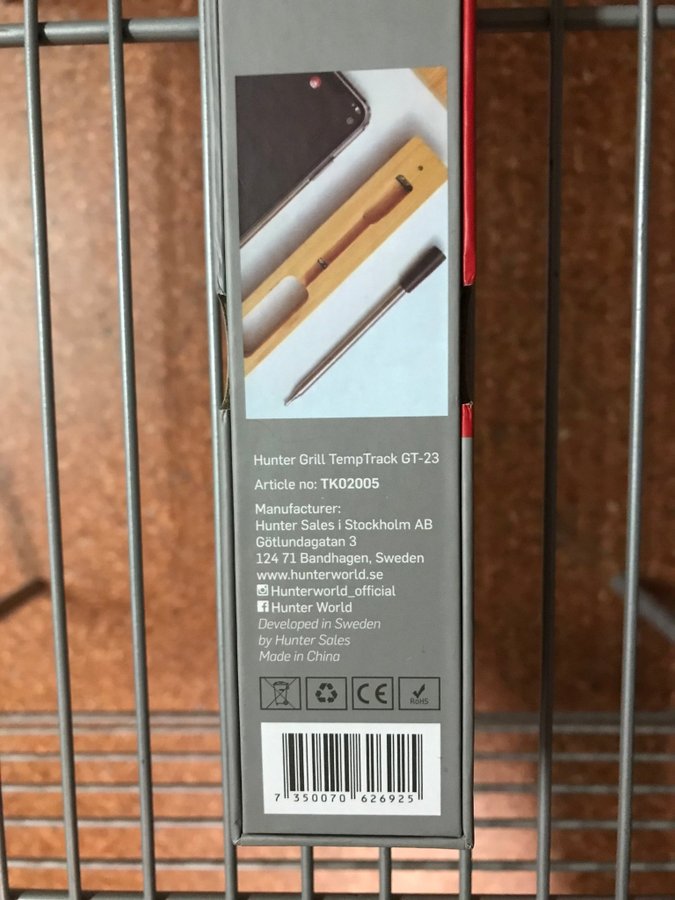 Hunter Grill TempTrack GT-23
Article no: TK02005
Manufacturer:
Hunter Sales i Stockholm AB
Götlundagatan 3
124 71 Bandhagen, Sweden
www.hunterworld.se
Hunterworld_official
Hunter World
Developed in Sweden
by Hunter Sales
Made in China
CE
RoHS
7 350070 626925